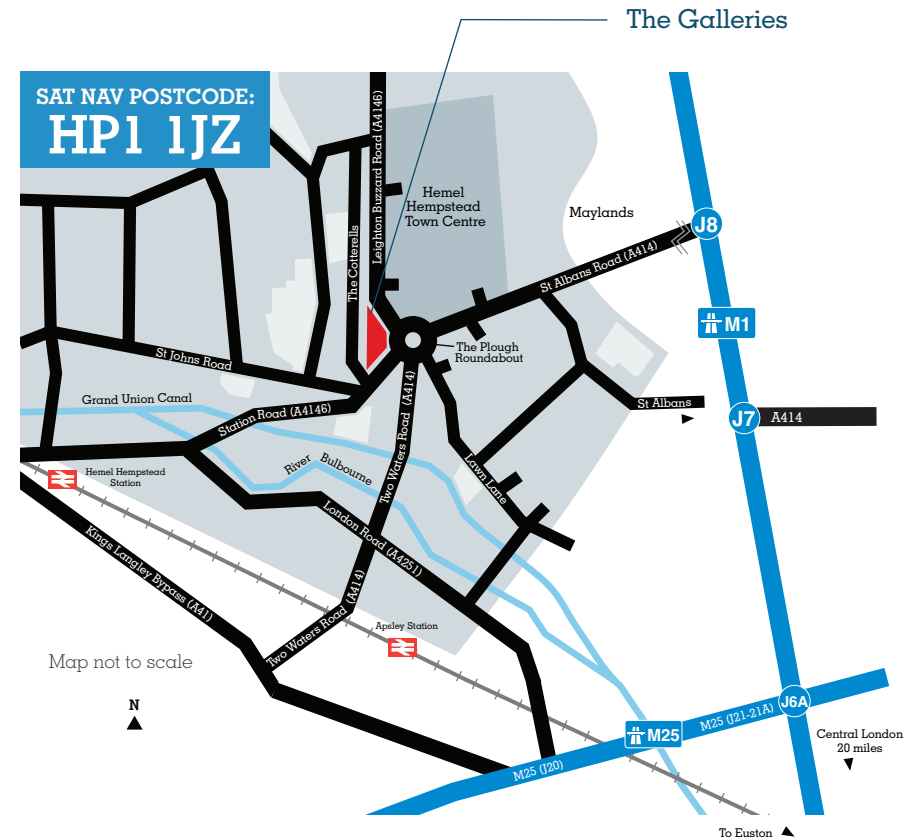 The Galleries
SAT NAV POSTCODE:
HP1 1JZ
Leighton Buzzard Road (A4146)
Hemel
Hempstead
Town Centre
Maylands
J8
St Albans Road (A414)
The Cotterells
M1
The Plough
Roundabout
St Johns Road
Grand Union Canal
Station Road (A4146)
Two Waters Road (A414)
St Albans
J7
A414
River Bulbourne
Lawn Lane
Hemel Hempstead
Station
London Road (A4251)
Kings Langley Bypass (A41)
Two Waters Road (A414)
Apsley Station
Map not to scale
N
J6A
M25 (J21-21A)
M25
Central London
20 miles
M25 (J20)
To Euston